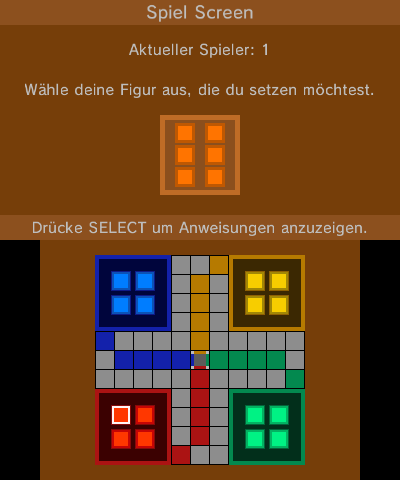 Spiel Screen
Aktueller Spieler: 1
Wähle deine Figur aus, die du setzen möchtest.
Drücke SELECT um Anweisungen anzuzeigen.